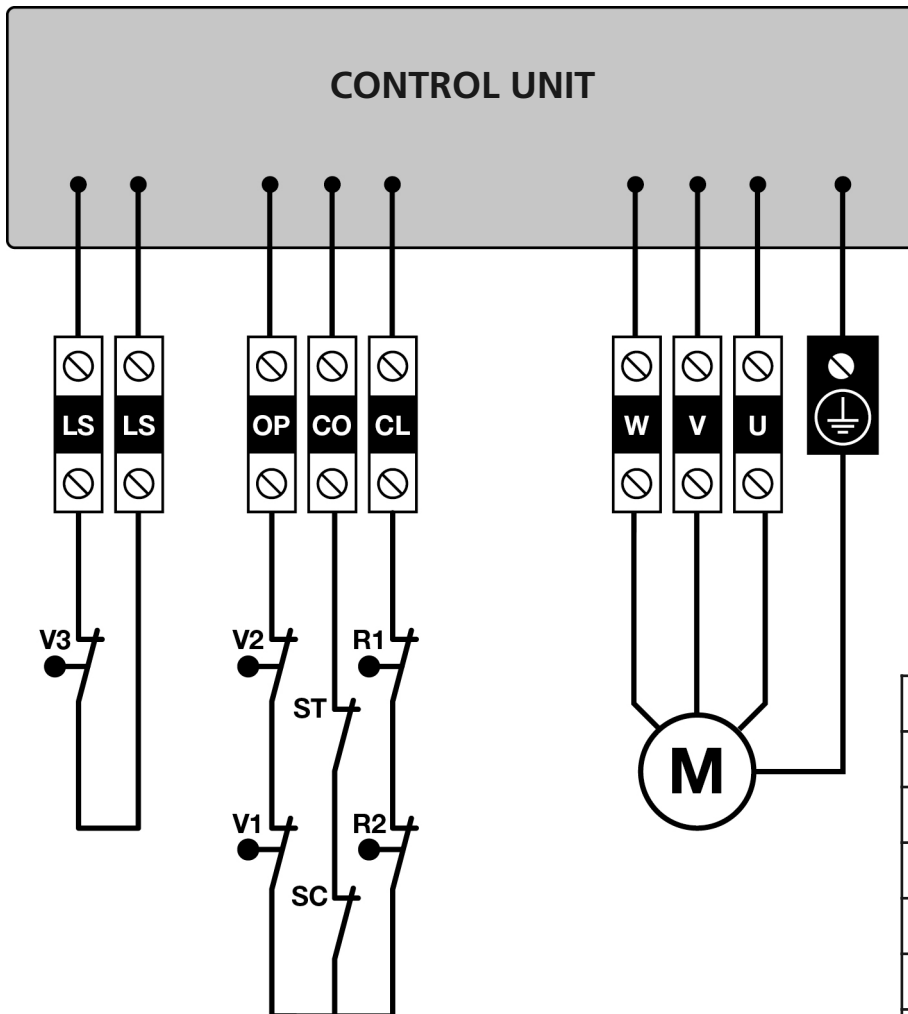 CONTROL UNIT
LS LS OP CO CL W V U
V3 V2 R1
ST
M
V1 R2
SC